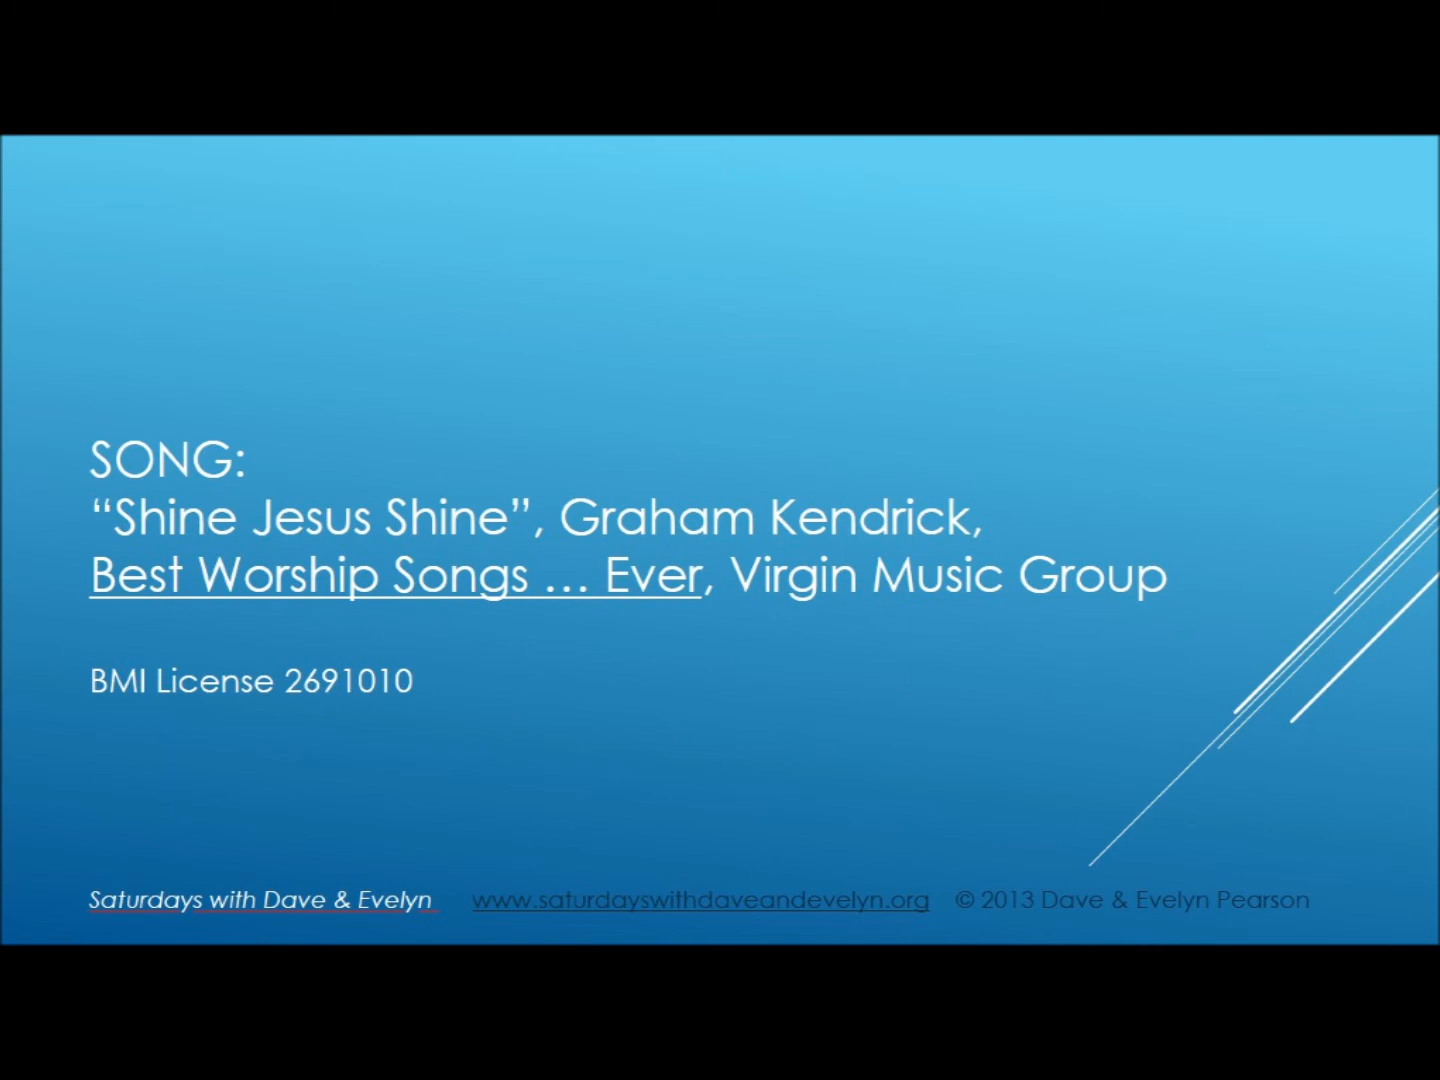 SONG:
“Shine Jesus Shine”, Graham Kendrick,
Best Worship Songs … Ever, Virgin Music Group
BMI License 2691010
Saturdays with Dave & Evelyn www.saturdayswithdaveandevelyn.org © 2013 Dave & Evelyn Pearson